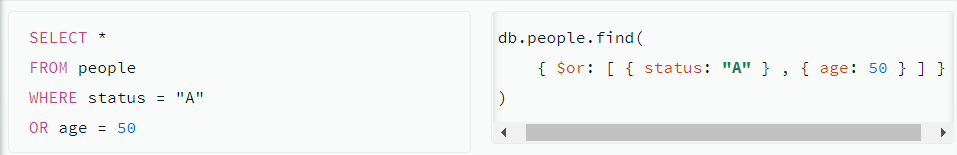 SELECT *
FROM people
WHERE status = "A"
OR age = 50
db.people.find(
{ $or: [ { status: "A" } , { age: 50 } ] }
)